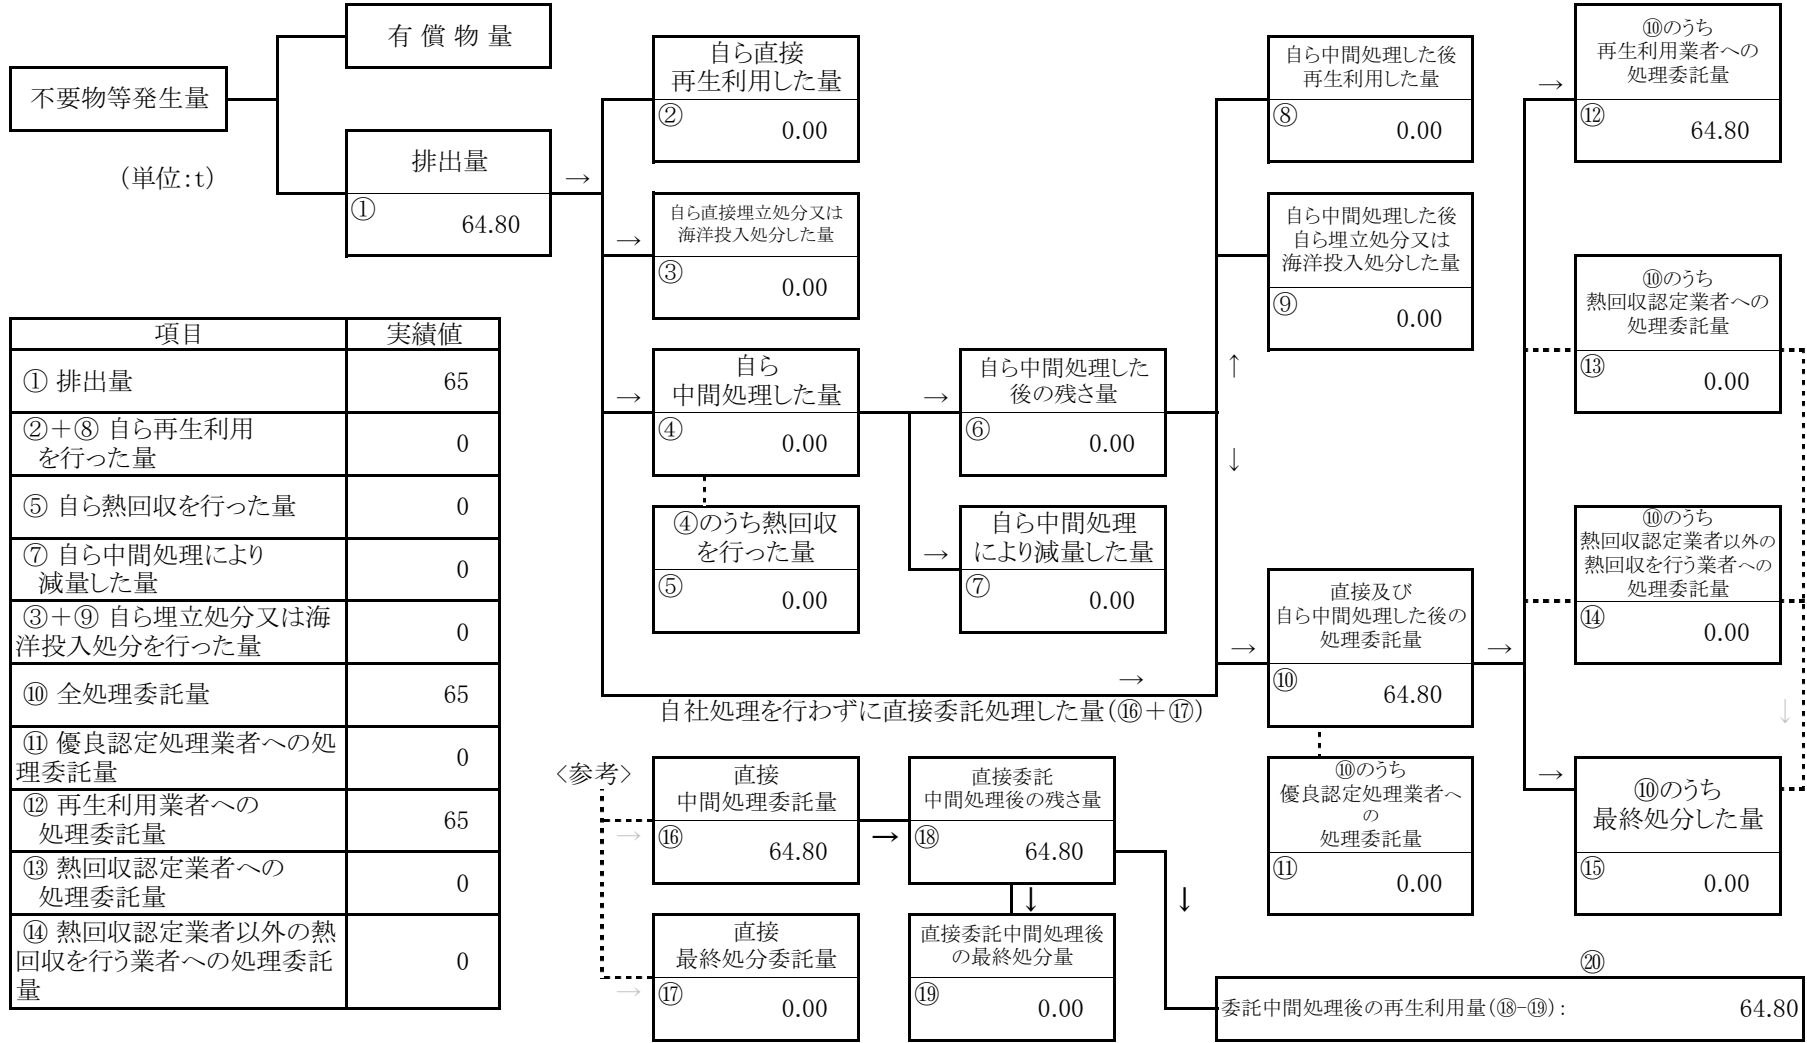 有 償 物 量
不要物等発生量
(単位:t)
排出量
①
64.80
自ら直接
再生利用した量
②
0.00
自ら直接埋立処分又は
海洋投入処分した量
③
0.00
自ら
中間処理した量
④
0.00
④のうち熱回収
を行った量
⑤
0.00
自ら中間処理した
後の残さ量
⑥
0.00
自ら中間処理
により減量した量
⑦
0.00
自ら中間処理した後
再生利用した量
⑧
0.00
自ら中間処理した後
自ら埋立処分又は
海洋投入処分した量
⑨
0.00
直接及び
自ら中間処理した後の
処理委託量
⑩
64.80
⑩のうち
優良認定処理業者へ
の
処理委託量
⑪
0.00
⑩のうち
再生利用業者への
処理委託量
⑫
64.80
⑩のうち
熱回収認定業者への
処理委託量
⑬
0.00
⑩のうち
熱回収認定業者以外の
熱回収を行う業者への
処理委託量
⑭
0.00
⑩のうち
最終処分した量
⑮
0.00
自社処理を行わずに直接委託処理した量(⑯+⑰)
<参考>
直接
中間処理委託量
⑯
64.80
直接
最終処分委託量
⑰
0.00
直接委託
中間処理後の残さ量
⑱
64.80
直接委託中間処理後
の最終処分量
⑲
0.00
⑳
委託中間処理後の再生利用量(⑱-⑲): 64.80
項目 実績値
① 排出量 65
②+⑧ 自ら再生利用
を行った量 0
⑤ 自ら熱回収を行った量 0
⑦ 自ら中間処理により
減量した量 0
③+⑨ 自ら埋立処分又は海
洋投入処分を行った量 0
⑩ 全処理委託量 65
⑪ 優良認定処理業者への処
理委託量 0
⑫ 再生利用業者への
処理委託量 65
⑬ 熱回収認定業者への
処理委託量 0
⑭ 熱回収認定業者以外の熱
回収を行う業者への処理委託
量 0